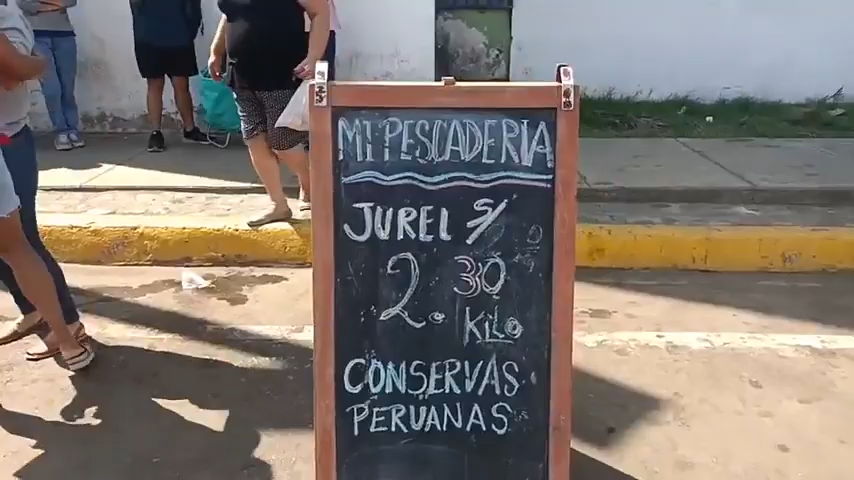 MI PESCADERIA
JUREL S/
2.30 KILO
CONSERVAS
PERUANAS